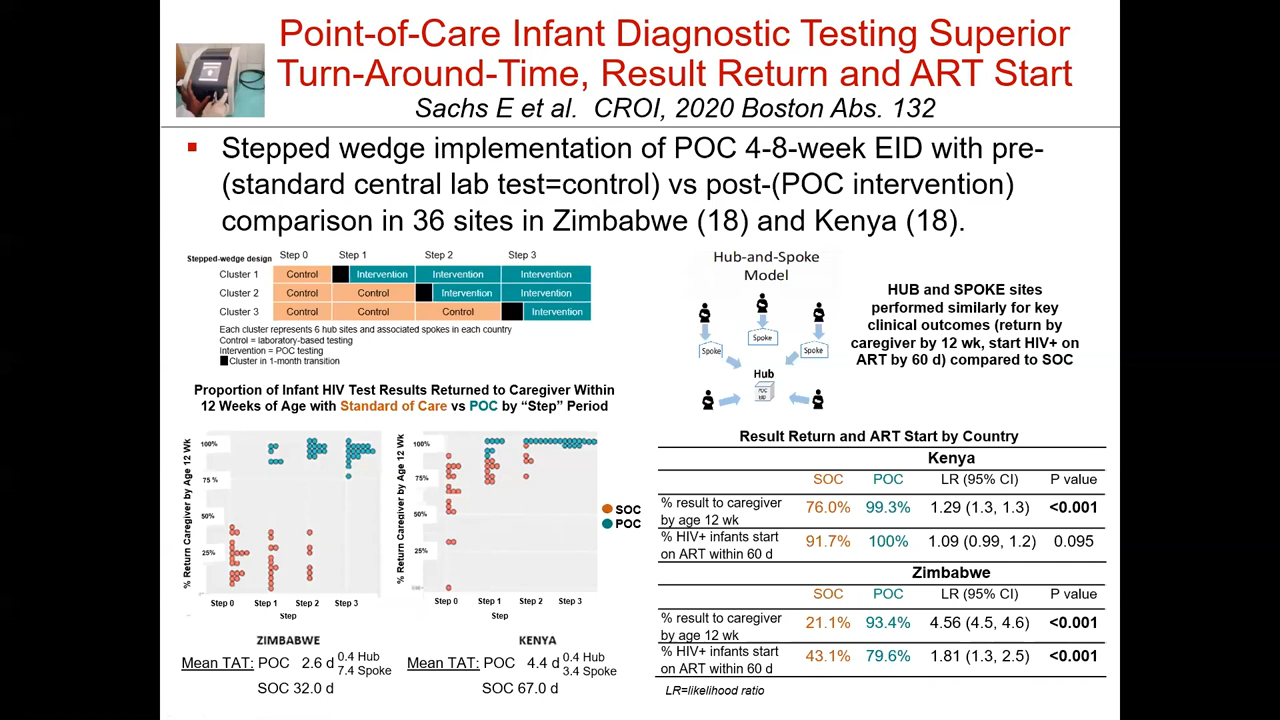 Point-of-Care Infant Diagnostic Testing Superior
Turn-Around-Time, Result Return and ART Start
Sachs E et al. CROI, 2020 Boston Abs. 132
▪ Stepped wedge implementation of POC 4-8-week EID with pre-
(standard central lab test=control) vs post-(POC intervention)
comparison in 36 sites in Zimbabwe (18) and Kenya (18).
Stepped-wedge design Step 0 Step 1 Step 2 Step 3
Cluster 1 Control Intervention Intervention Intervention
Cluster 2 Control Control Intervention Intervention
Cluster 3 Control Control Control Intervention
Each cluster represents 6 hub sites and associated spokes in each country
Control = laboratory-based testing
Intervention = POC testing
Cluster in 1-month transition
Hub-and-Spoke
Model
Spoke
Spoke
Spoke
Hub
POC
HUB and SPOKE sites
performed similarly for key
clinical outcomes (return by
caregiver by 12 wk, start HIV+ on
ART by 60 d) compared to SOC
Proportion of Infant HIV Test Results Returned to Caregiver Within
12 Weeks of Age with Standard of Care vs POC by “Step” Period
% Return Caregiver by Age 12 Wk
100%
75 %
50%
25%
Step 0 Step 1 Step 2 Step 3
Step
ZIMBABWE
% Return Caregiver by Age 12 Wk
100%
75%
50%
25%
Step 0 Step 1 Step 2 Step 3
Step
KENYA
SOC
POC
Mean TAT: POC 2.6 d 0.4 Hub
7.4 Spoke
SOC 32.0 d
Mean TAT: POC 4.4 d 0.4 Hub
3.4 Spoke
SOC 67.0 d
Result Return and ART Start by Country
Kenya
SOC POC LR (95% CI) P value
% result to caregiver
by age 12 wk 76.0% 99.3% 1.29 (1.3, 1.3) <0.001
% HIV+ infants start
on ART within 60 d 91.7% 100% 1.09 (0.99, 1.2) 0.095
Zimbabwe
SOC POC LR (95% CI) P value
% result to caregiver
by age 12 wk 21.1% 93.4% 4.56 (4.5, 4.6) <0.001
% HIV+ infants start
on ART within 60 d 43.1% 79.6% 1.81 (1.3, 2.5) <0.001
LR=likelihood ratio